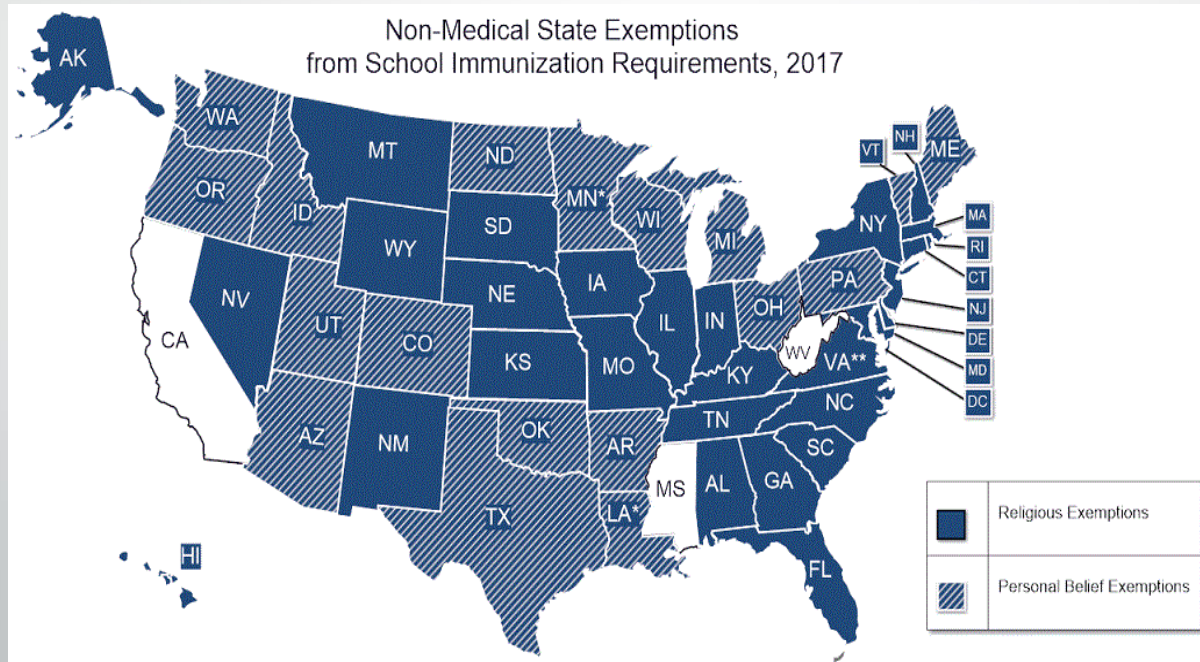 Non-Medical State Exemptions
from School Immunization Requirements, 2017
AK
WA
MT
ND
MN*
OR
ID
SD
WI
MI
VT
NH
ME
WY
NY
MA
RI
CT
NJ
DE
MD
DC
NV
NE
IA
PA
CA
UT
CO
KS
MO
IL
IN
OH
WV
VA**
KY
NC
TN
AZ
NM
OK
AR
SC
MS
AL
GA
TX
LA*
FL
HI
Religious Exemptions
Personal Belief Exemptions